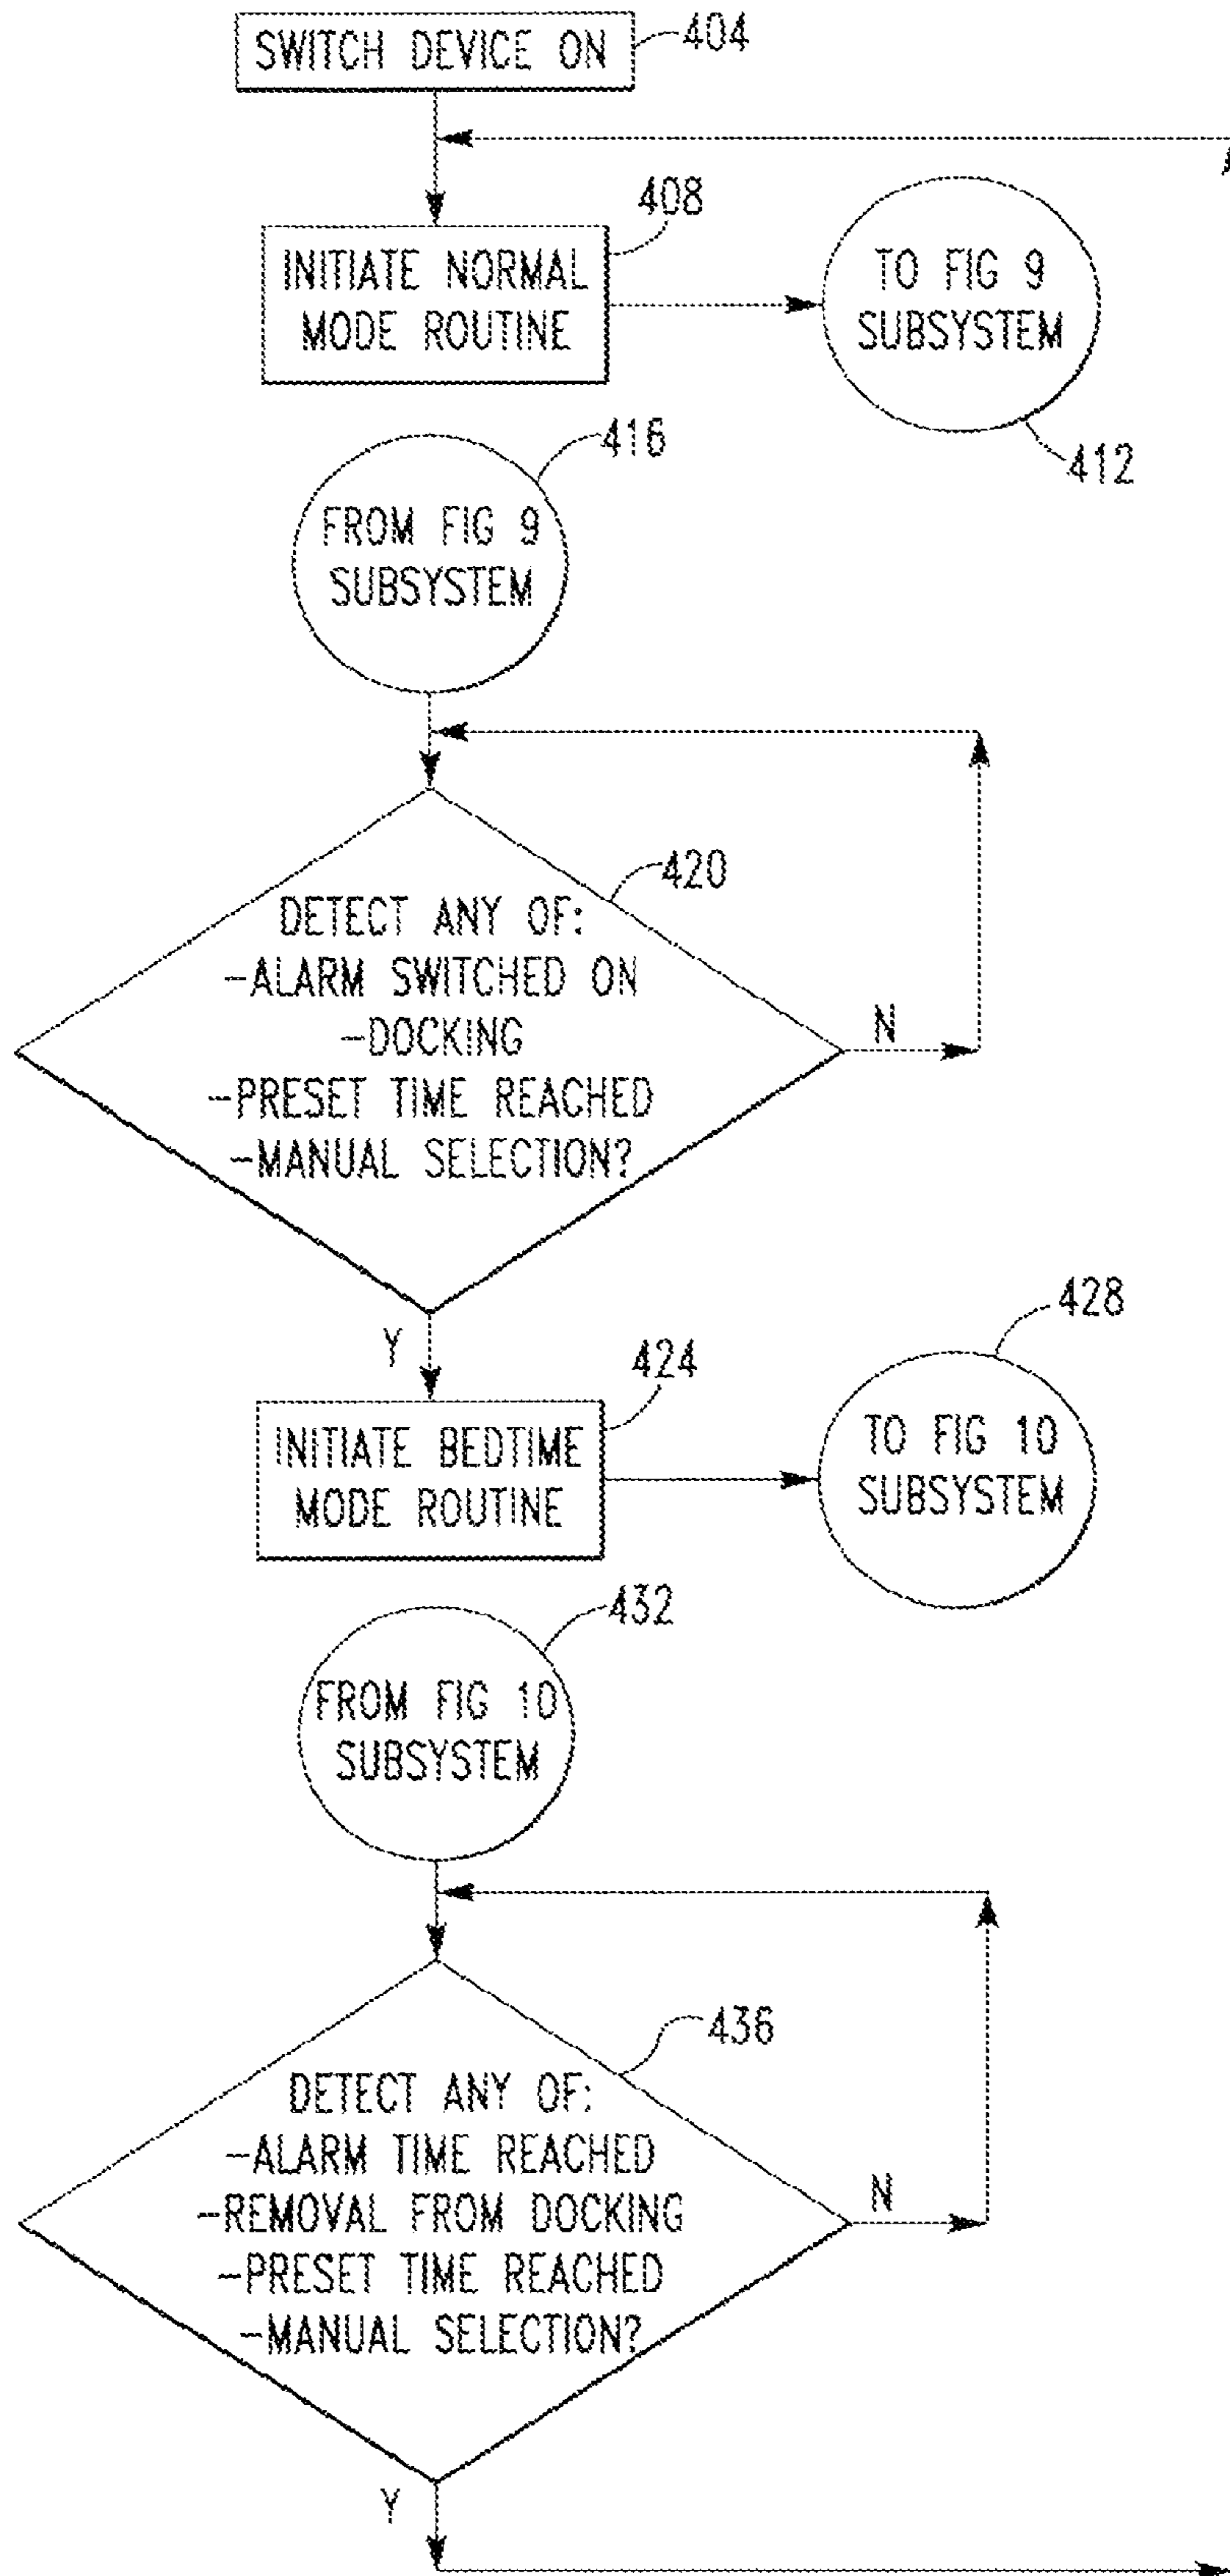 SWITCH DEVICE ON
404
408
INITIATE NORMAL
MODE ROUTINE
TO FIG 9
SUBSYSTEM
412
416
FROM FIG 9
SUBSYSTEM
420
DETECT ANY OF:
-ALARM SWITCHED ON
-DOCKING
-PRESET TIME REACHED
-MANUAL SELECTION?
N
Y
424
INITIATE BEDTIME
MODE ROUTINE
428
TO FIG 10
SUBSYSTEM
432
FROM FIG 10
SUBSYSTEM
436
DETECT ANY OF:
-ALARM TIME REACHED
-REMOVAL FROM DOCKING
-PRESET TIME REACHED
-MANUAL SELECTION?
N
Y